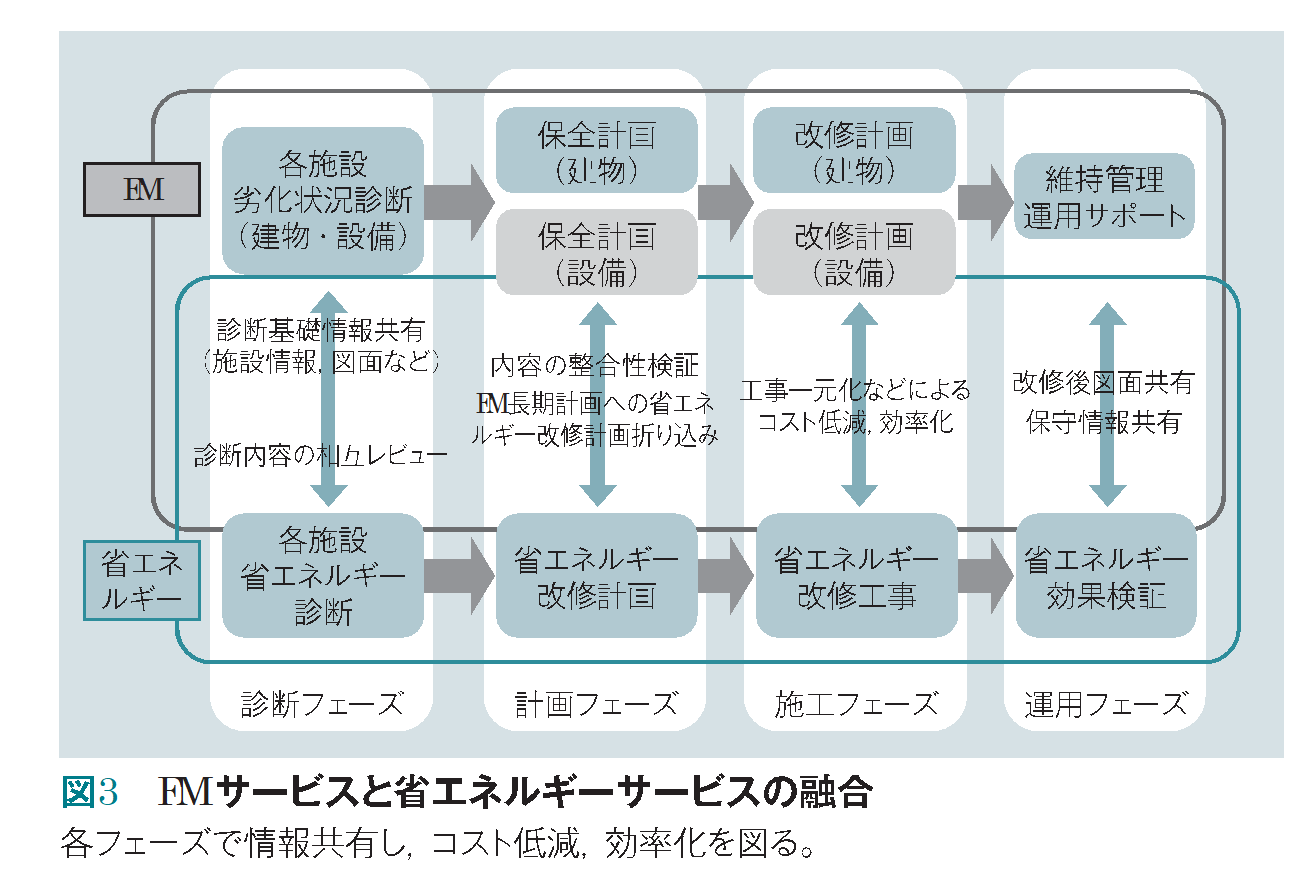 FM
各施設
劣化状況診断
（建物・設備）
保全計画
（建物）
保全計画
（設備）
改修計画
（建物）
改修計画
（設備）
維持管理
運用サポート
診断基礎情報共有
（施設情報, 図面など）
診断内容の相互レビュー
内容の整合性検証
FM長期計画への省エネ
ルギー改修計画折り込み
工事一元化などによる
コスト低減, 効率化
改修後図面共有
保守情報共有
省エネ
ルギー
各施設
省エネルギー
診断
省エネルギー
改修計画
省エネルギー
改修工事
省エネルギー
効果検証
診断フェーズ
計画フェーズ
施工フェーズ
運用フェーズ
図3　FMサービスと省エネルギーサービスの融合
各フェーズで情報共有し, コスト低減, 効率化を図る。